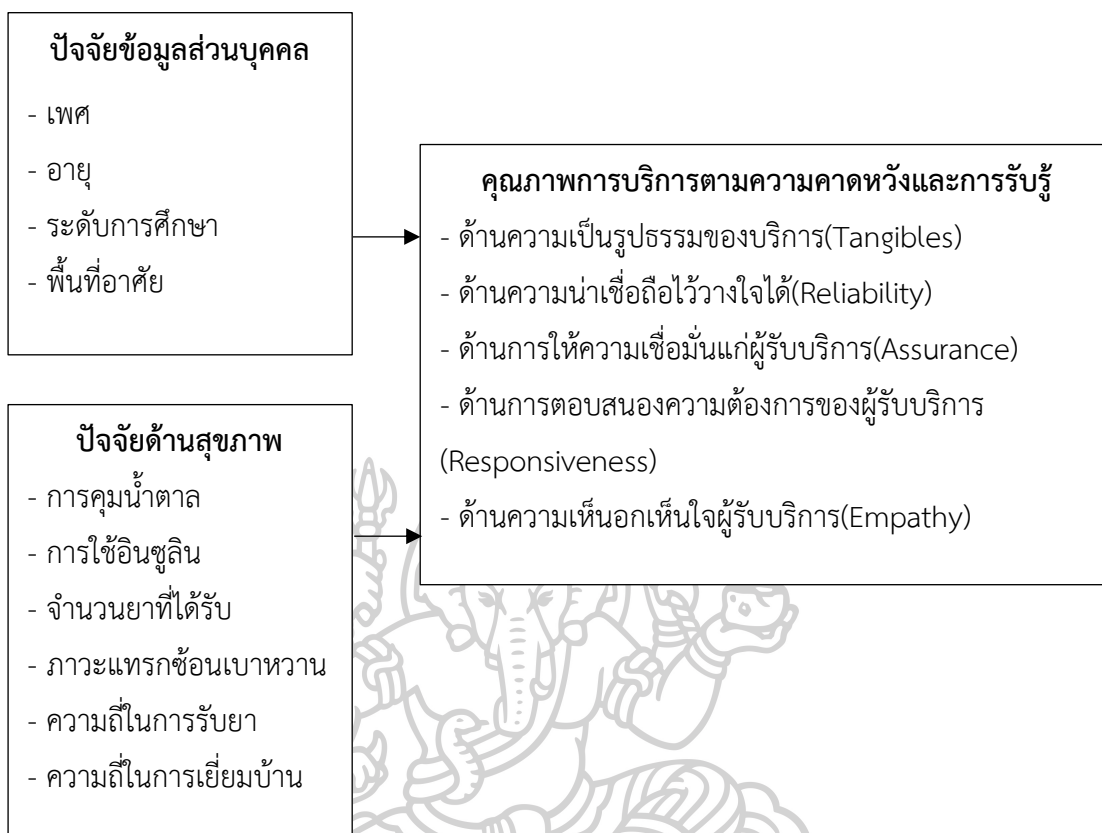 ปัจจัยข้อมูลส่วนบุคคล
- เพศ
- อายุ
- ระดับการศึกษา
- พื้นที่อาศัย
คุณภาพการบริการตามความคาดหวังและการรับรู้
- ด้านความเป็นรูปธรรมของบริการ(Tangibles)
- ด้านความน่าเชื่อถือไว้วางใจได้(Reliability)
- ด้านการให้ความเชื่อมั่นแก่ผู้รับบริการ(Assurance)
- ด้านการตอบสนองความต้องการของผู้รับบริการ
(Responsiveness)
- ด้านความเห็นอกเห็นใจผู้รับบริการ(Empathy)
ปัจจัยด้านสุขภาพ
- การคุมน้ำตาล
- การใช้อินซูลิน
- จำนวนยาที่ได้รับ
- ภาวะแทรกซ้อนเบาหวาน
- ความถี่ในการรับยา
- ความถี่ในการเยี่ยมบ้าน